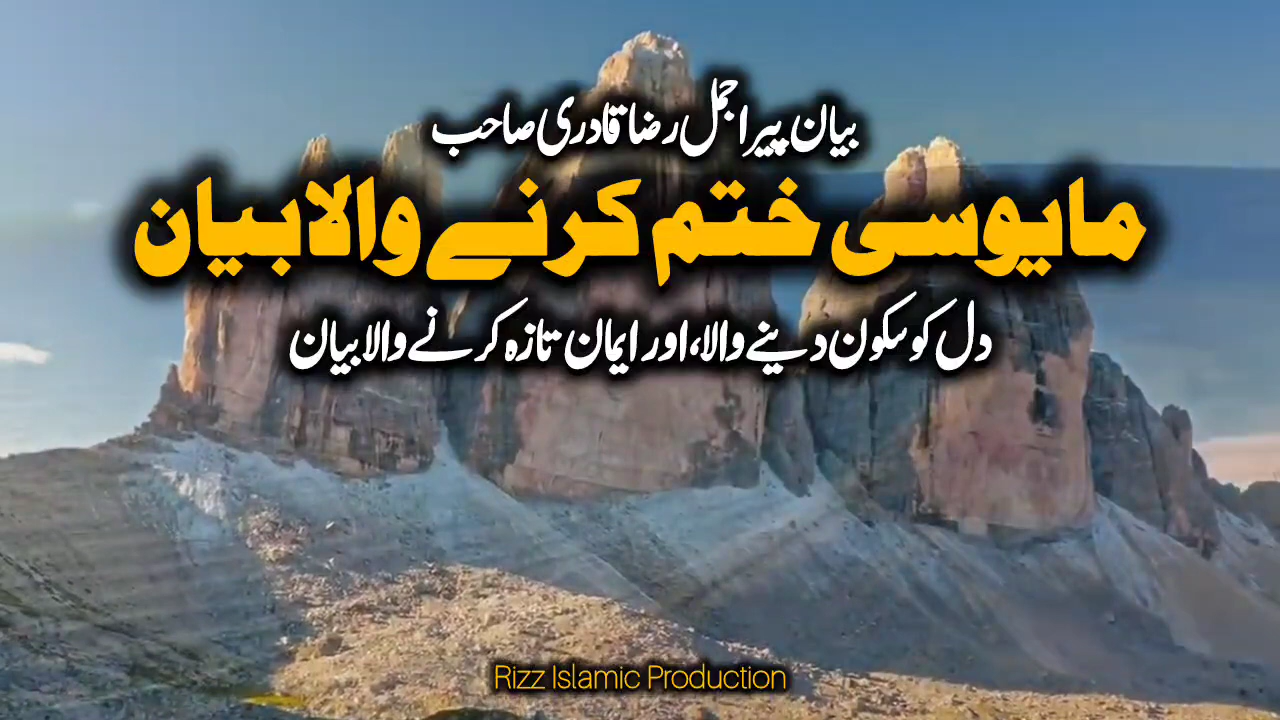 بیان پیر اجمل رضا قادری صاحب
مایوسی ختم کرنے والا بیان
دل کو سکون دینے والا، اور ایمان تازہ کرنے والا بیان
Rizz Islamic Production